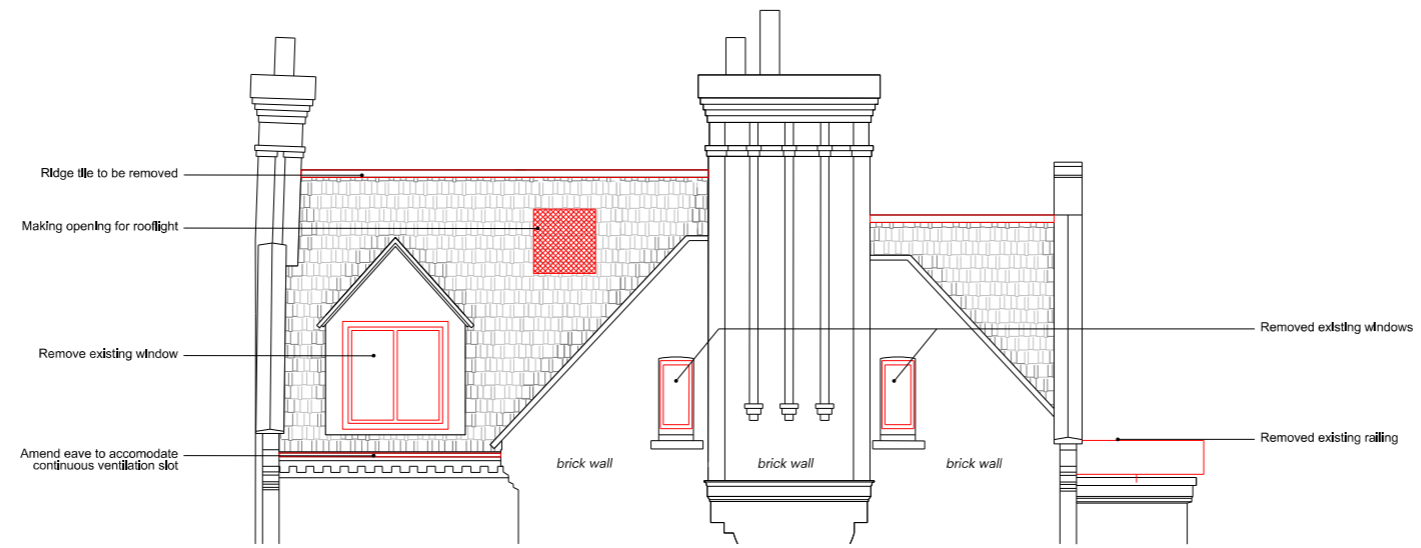 Ridge tile to be removed
Making opening for rooflight
Remove existing window
Amend eave to accomodate
continuous ventilation slot
brick wall
brick wall
brick wall
Removed existing windows
Removed existing railing